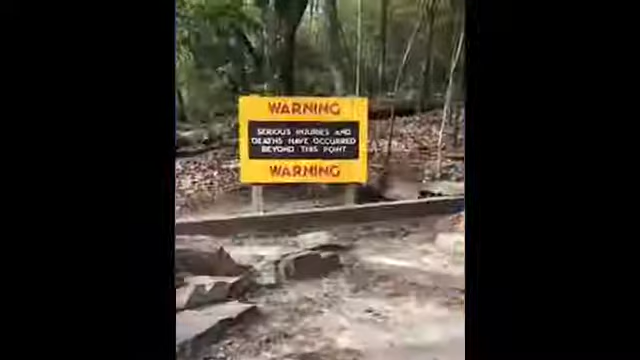 WARNING
SERIOUS INJURIES AND
DEATHS HAVE OCCURRED
BEYOND THIS POINT
WARNING